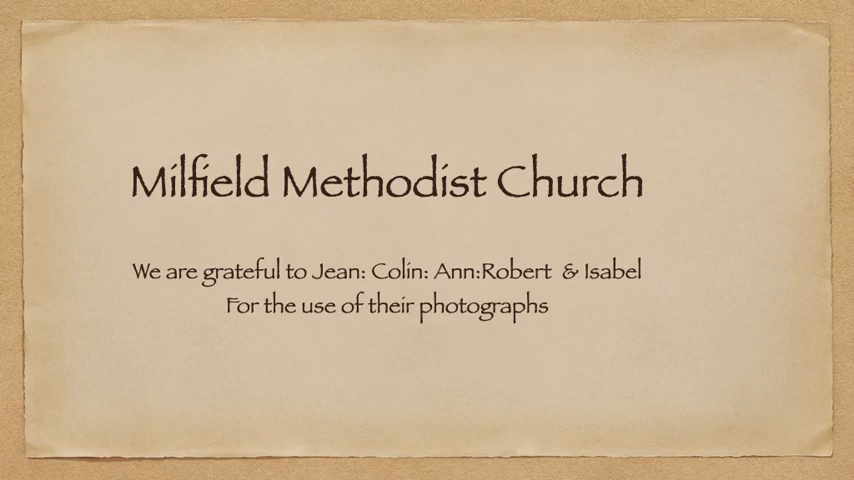 Milfield Methodist Church
We are grateful to Jean: Colin: Ann:Robert & Isabel
For the use of their photographs